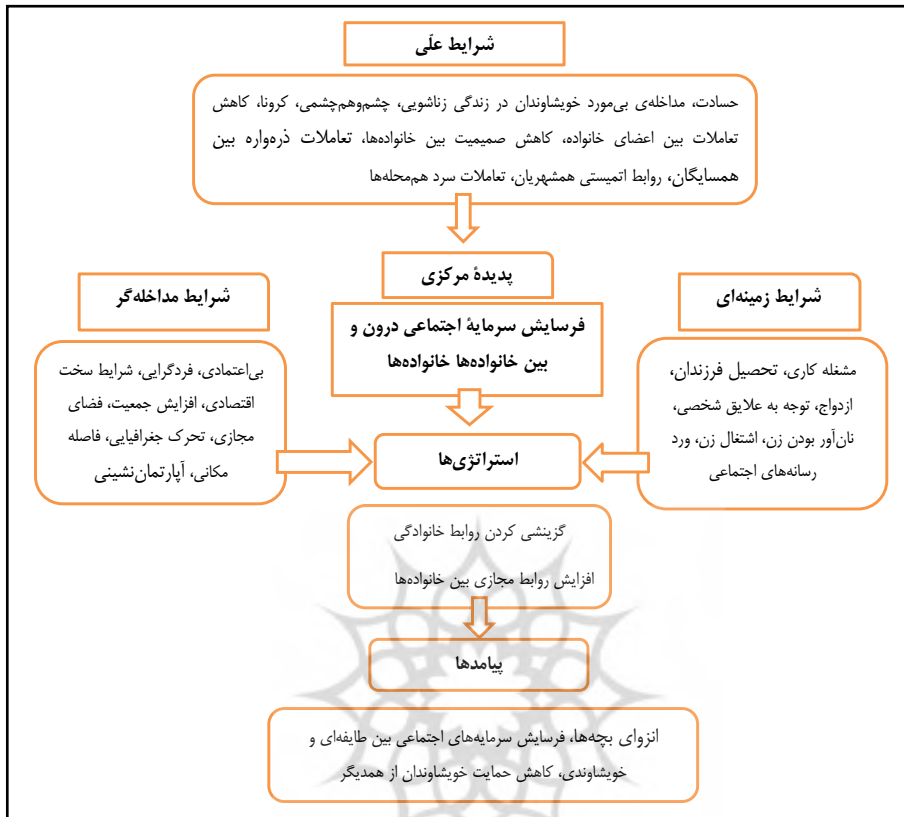 شرایط علّی
حسادت، مداخله‌ی بی‌مورد خویشاوندان در زندگی زناشویی، چشم‌وهم‌چشمی، کرونا، کاهش
تعاملات بین اعضای خانواده، کاهش صمیمیت بین خانواده‌ها، تعاملات ذره‌واره بین
همسایگان، روابط اتمیستی همشهریان، تعاملات سرد هم‌محله‌ها
پدیدۀ مرکزی
فرسایش سرمایۀ اجتماعی درون و
بین خانواده‌ها خانواده‌ها
شرایط زمینه‌ای
مشغله کاری، تحصیل فرزندان،
ازدواج، توجه به علایق شخصی،
نان‌آور بودن زن، اشتغال زن، ورد
رسانه‌های اجتماعی
شرایط مداخله‌گر
بی‌اعتمادی، فردگرایی، شرایط سخت
اقتصادی، افزایش جمعیت، فضای
مجازی، تحرک جغرافیایی، فاصله
مکانی، آپارتمان‌نشینی
استراتژی‌ها
گزینشی کردن روابط خانوادگی
افزایش روابط مجازی بین خانواده‌ها
پیامدها
انزوای بچه‌ها، فرسایش سرمایه‌های اجتماعی بین طایفه‌ای و
خویشاوندی، کاهش حمایت خویشاوندان از همدیگر